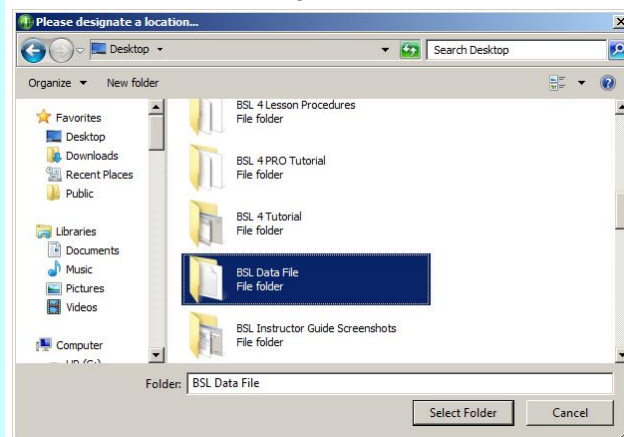 Please designate a location...
Desktop
Search Desktop
Organize
New folder
Favorites
Desktop
Downloads
Recent Places
Public
Libraries
Documents
Music
Pictures
Videos
Computer
BSL 4 Lesson Procedures
File folder
BSL 4 PRO Tutorial
File folder
BSL 4 Tutorial
File folder
BSL Data File
File folder
BSL Instructor Guide Screenshots
File folder
Folder: BSL Data File
Select Folder
Cancel